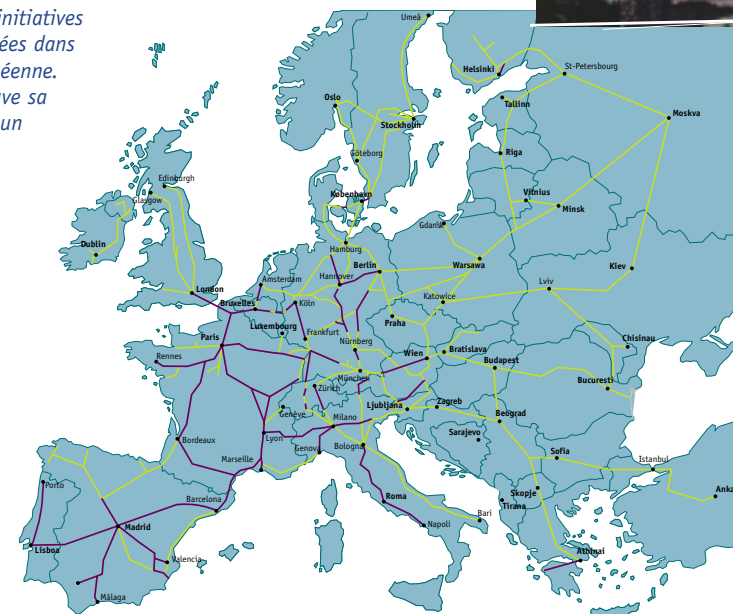 initiatives
ées dans
éenne.
ve sa
un
Umeå
Helsinki
St-Petersbourg
Oslo
Tallinn
Stockholm
Moskva
Göteborg
Riga
Edinburgh
Glasgow
København
Vilnius
Minsk
Gdansk
Dublin
Hamburg
Berlin
Warsawa
Kiev
Amsterdam
Hannover
Lviv
London
Bruxelles
Köln
Katowice
Luxembourg
Frankfurt
Praha
Paris
Nürnberg
Chisinau
Rennes
Wien
Bratislava
Budapest
München
Zürich
Bucuresti
Genève
Ljubljana
Zagreb
Milano
Beograd
Bordeaux
Lyon
Sarajevo
Genova
Bologna
Marseille
Sofia
Istanbul
Porto
Barcelona
Roma
Skopje
Tirana
Anka
Madrid
Napoli
Bari
Lisboa
Athinai
Valencia
Màlaga